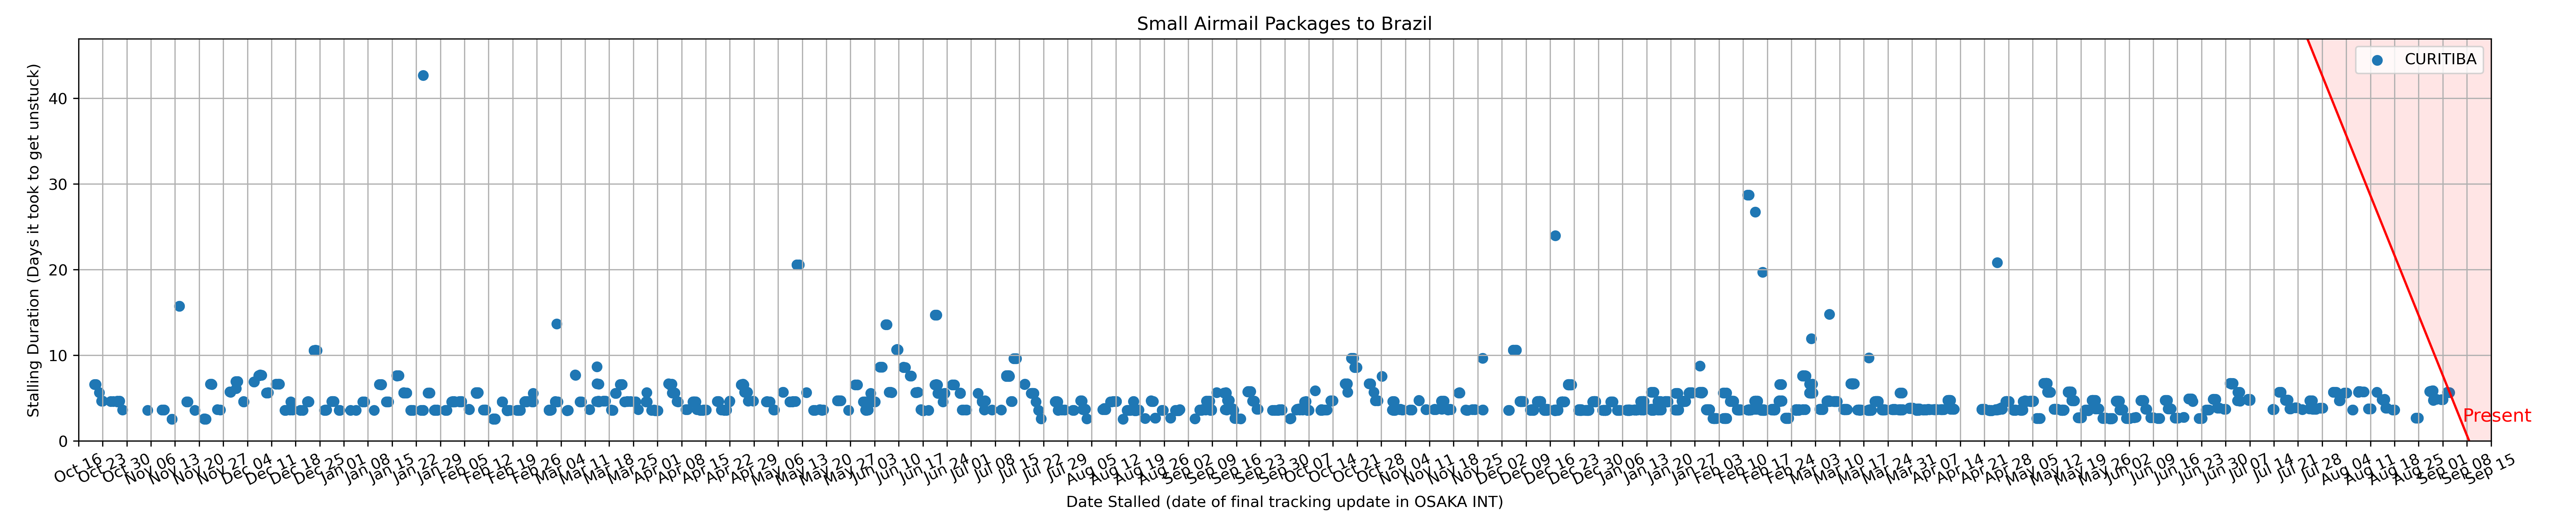 Small Airmail Packages to Brazil
CURITIBA
Stalling Duration (Days it took to get unstuck)
40
30
20
10
0
Present
Oct 16
Oct 23
Oct 30
Nov 06
Nov 13
Nov 20
Nov 27
Dec 04
Dec 11
Dec 18
Dec 25
Jan 01
Jan 08
Jan 15
Jan 22
Jan 29
Feb 05
Feb 12
Feb 19
Feb 26
Mar 04
Mar 11
Mar 18
Mar 25
Apr 01
Apr 08
Apr 15
Apr 22
Apr 29
May 06
May 13
May 20
May 27
Jun 03
Jun 10
Jun 17
Jun 24
Jul 01
Jul 08
Jul 15
Jul 22
Jul 29
Aug 05
Aug 12
Aug 19
Aug 26
Sep 02
Sep 09
Sep 16
Sep 23
Sep 30
Oct 07
Oct 14
Oct 21
Oct 28
Nov 04
Nov 11
Nov 18
Nov 25
Dec 02
Dec 09
Dec 16
Dec 23
Dec 30
Jan 06
Jan 13
Jan 20
Jan 27
Feb 03
Feb 10
Feb 17
Feb 24
Mar 03
Mar 10
Mar 17
Mar 24
Mar 31
Apr 07
Apr 14
Apr 21
Apr 28
May 05
May 12
May 19
May 26
Jun 02
Jun 09
Jun 16
Jun 23
Jun 30
Jul 07
Jul 14
Jul 21
Jul 28
Aug 04
Aug 11
Aug 18
Aug 25
Sep 01
Sep 08
Sep 15
Date Stalled (date of final tracking update in OSAKA INT)